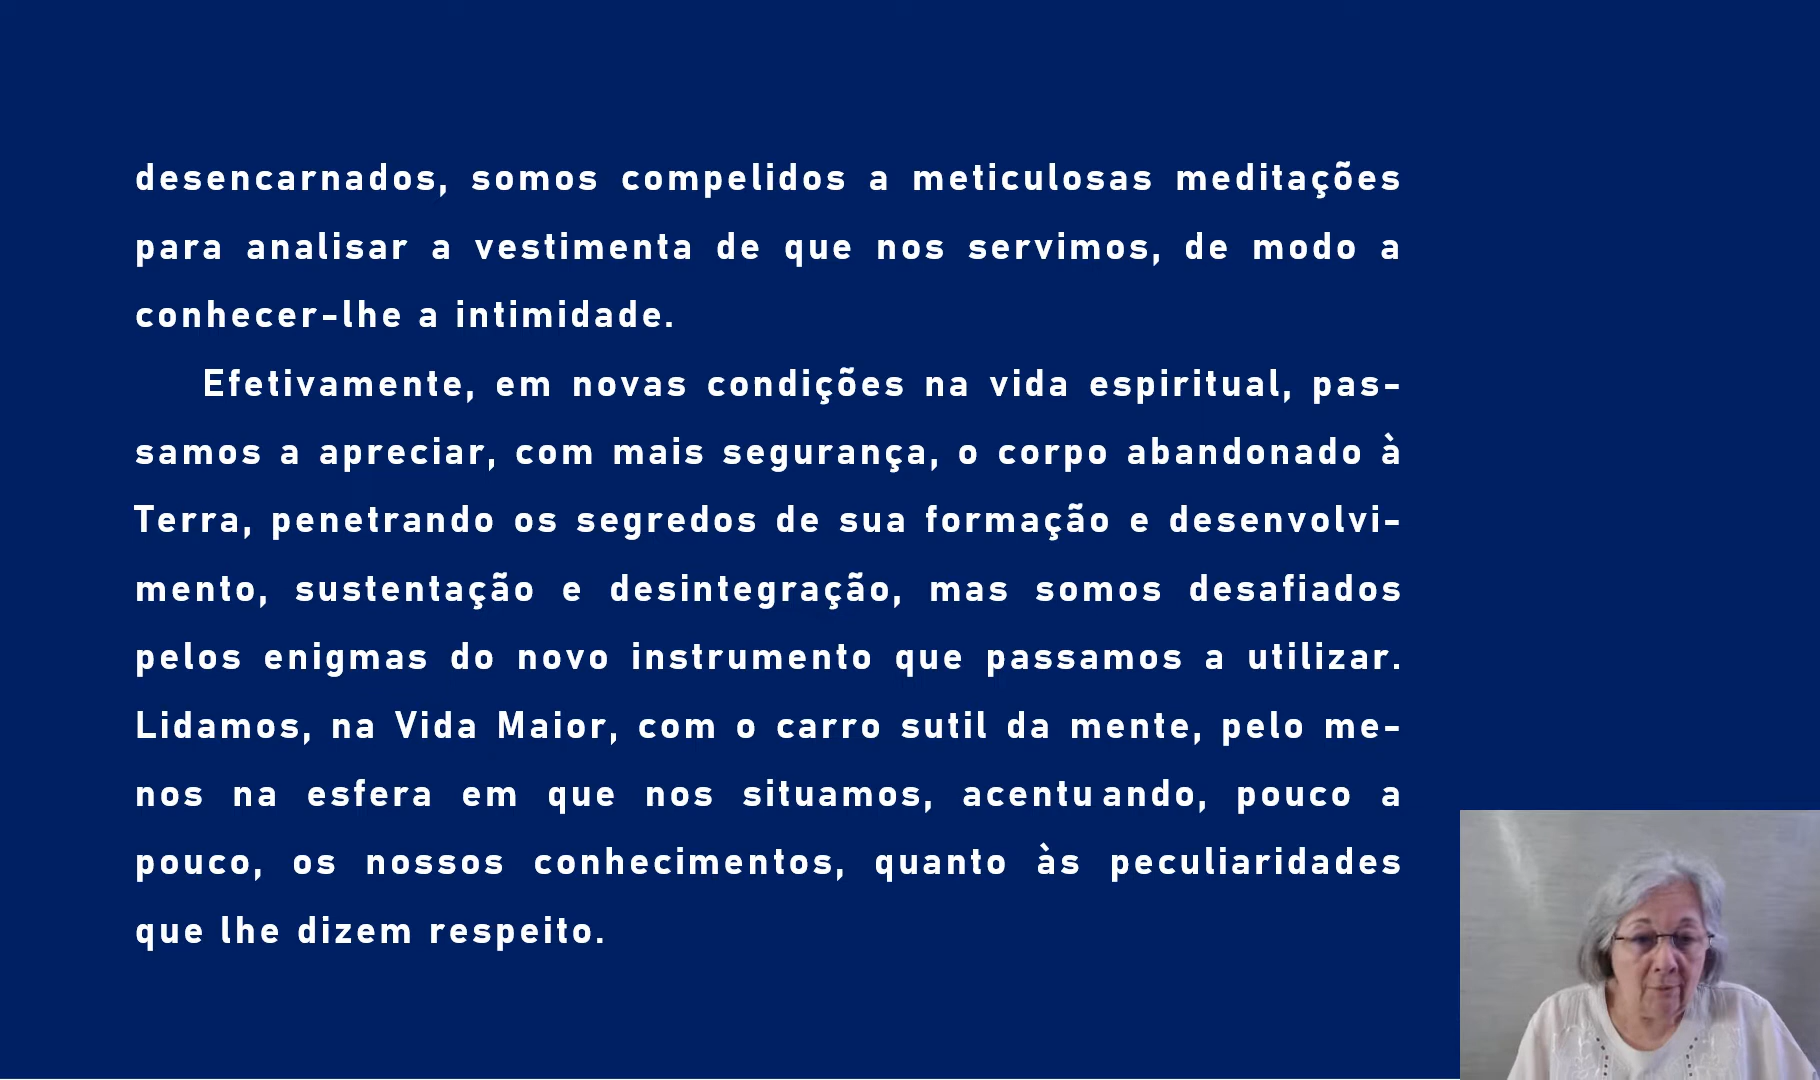 desencarnados, somos compelidos a meticulosas meditações
para analisar a vestimenta de que nos servimos, de modo a
conhecer-lhe a intimidade.
Efetivamente, em novas condições na vida espiritual, pas-
samos a apreciar, com mais segurança, o corpo abandonado à
Terra, penetrando os segredos de sua formação e desenvolvi-
mento, sustentação e desintegração, mas somos desafiados
pelos enigmas do novo instrumento que passamos a utilizar.
Lidamos, na Vida Maior, com o carro sutil da mente, pelo me-
nos na esfera em que nos situamos, acentuando, pouco a
pouco, os nossos conhecimentos, quanto às peculiaridades
que lhe dizem respeito.